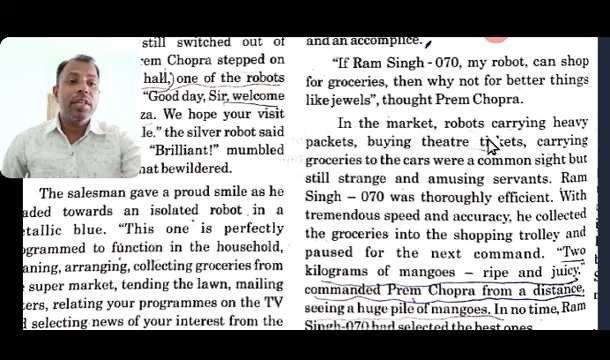 still switched out of
Prem Chopra stepped on
hall, one of the robots
"Good day, Sir, welcome
za. We hope your visit
le." the silver robot said
"Brilliant!" mumbled
hat bewildered.
The salesman gave a proud smile as he
aded towards an isolated robot in a
etallic blue. "This one is perfectly
ogrammed to function in the household,
aning, arranging, collecting groceries from
super market, tending the lawn, mailing
ters, relating your programmes on the TV
selecting news of your interest from the
and an accomplice.
"If Ram Singh - 070, my robot, can shop
for groceries, then why not for better things
like jewels", thought Prem Chopra.
In the market, robots carrying heavy
packets, buying theatre tickets, carrying
groceries to the cars were a common sight but
still strange and amusing servants. Ram
Singh - 070 was thoroughly efficient. With
tremendous speed and accuracy, he collected
the groceries into the shopping trolley and
paused for the next command. "Two
kilograms of mangoes – ripe and juicy,"
commanded Prem Chopra from a distance,
seeing a huge pile of mangoes. In no time, Ram
Singh-070 had selected the best ones